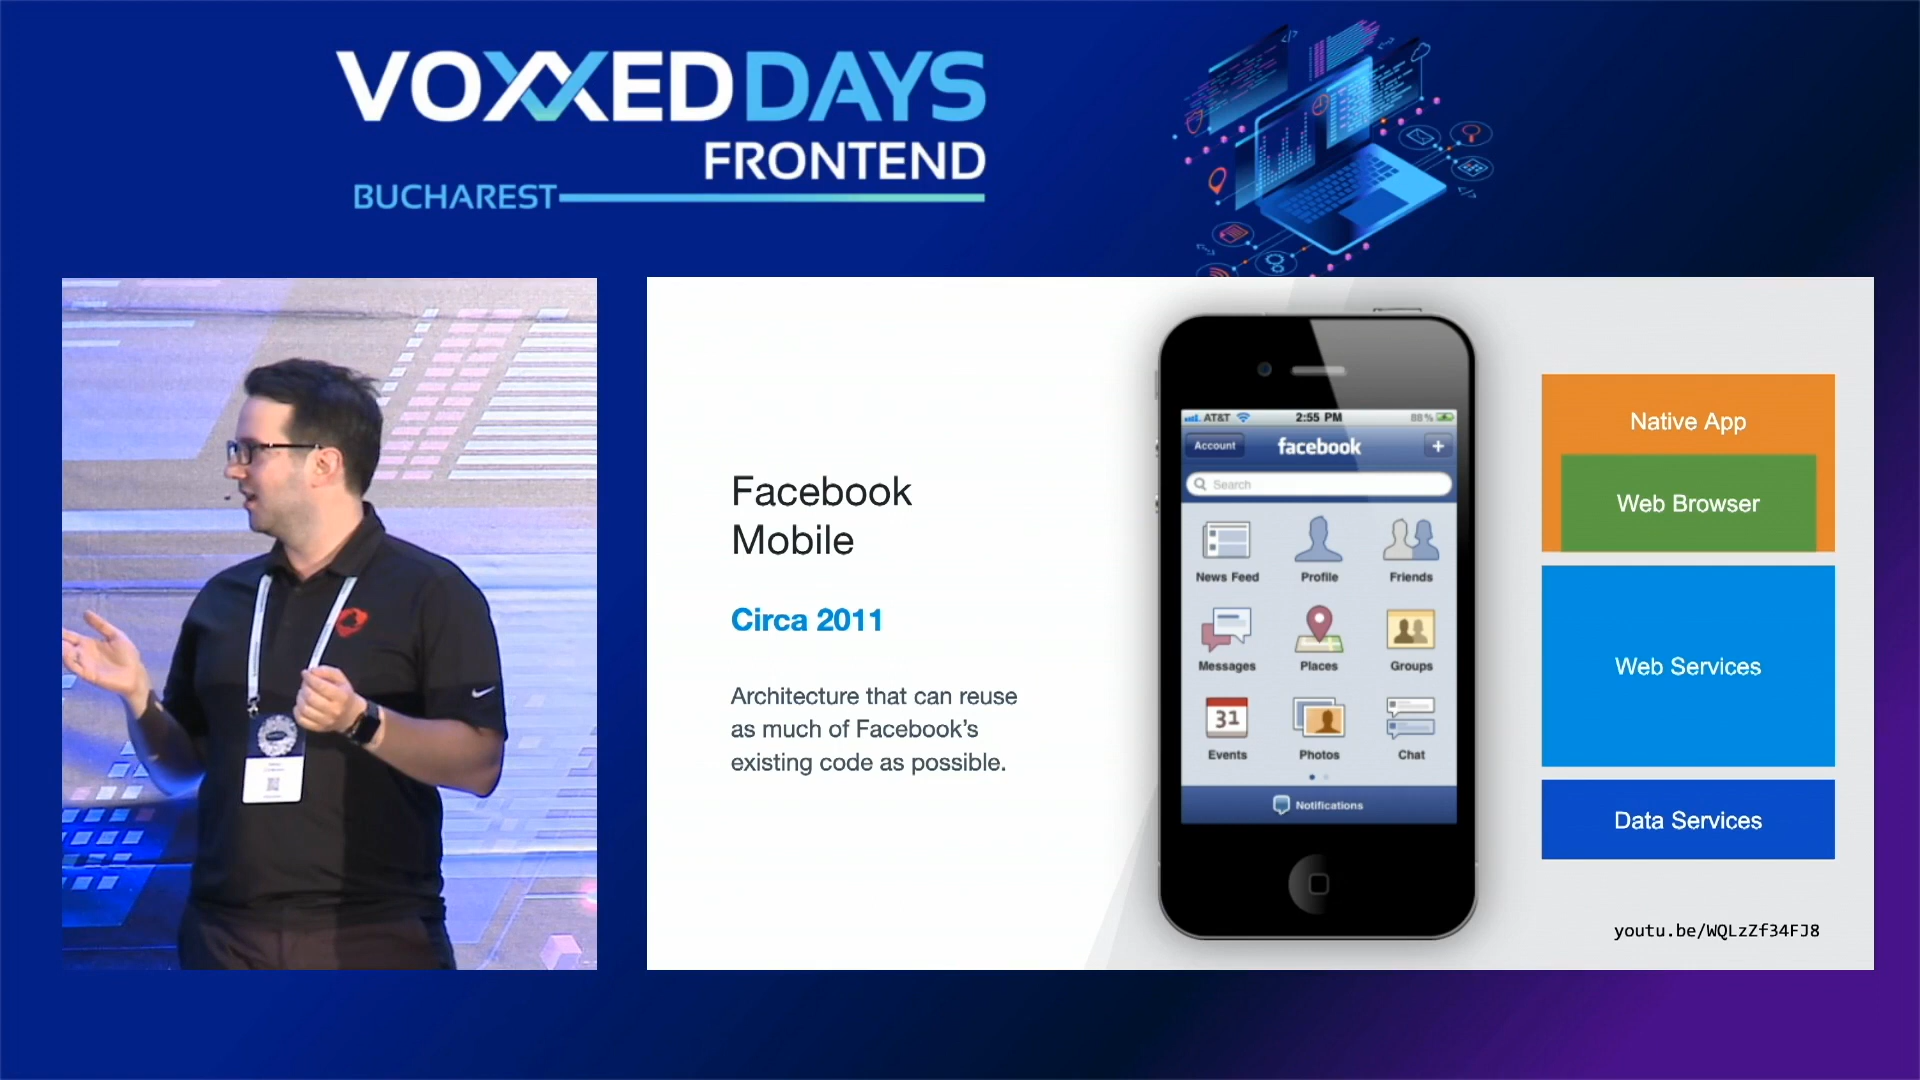 VOXXED DAYS
FRONTEND
BUCHAREST
Facebook
Mobile
Circa 2011
Architecture that can reuse
as much of Facebook's
existing code as possible.
AT&T 2:55 PM 88%
Account facebook +
Search
News Feed Profile Friends
Messages Places Groups
31
Events Photos Chat
Notifications
Native App
Web Browser
Web Services
Data Services
youtu.be/WQLzZf34FJ8